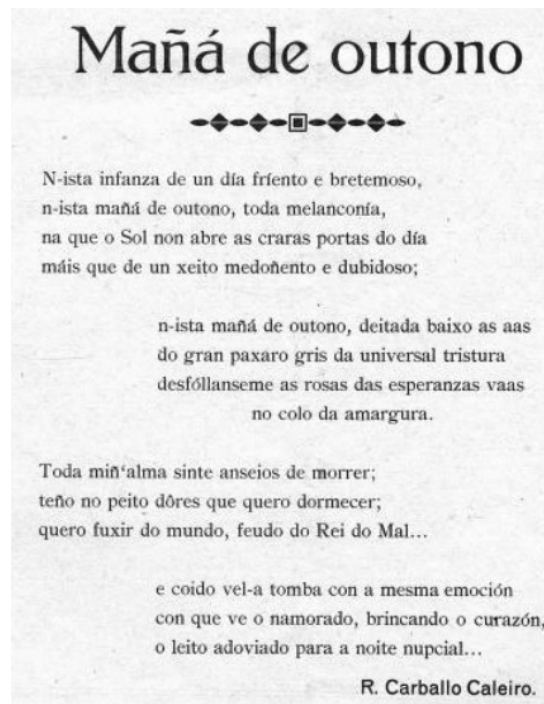 Mañá de outono
N-ista infanza de un día fríento e bretemoso,
n-ista mañá de outono, toda melanconía,
na que o Sol non abre as craras portas do día
máis que de un xeito medoñento e dubidoso;
n-ista mañá de outono, deitada baixo as aas
do gran paxaro gris da universal tristura
desfóllanseme as rosas das esperanzas vaas
no colo da amargura.
Toda miñ‘alma sinte anseios de morrer;
teño no peito dôres que quero dormecer;
quero fuxir do mundo, feudo do Rei do Mal...
e coido vel-a tomba con a mesma emoción
con que ve o namorado, brincando o curazón,
o leito adoviado para a noite nupcial...
R. Carballo Caleiro.